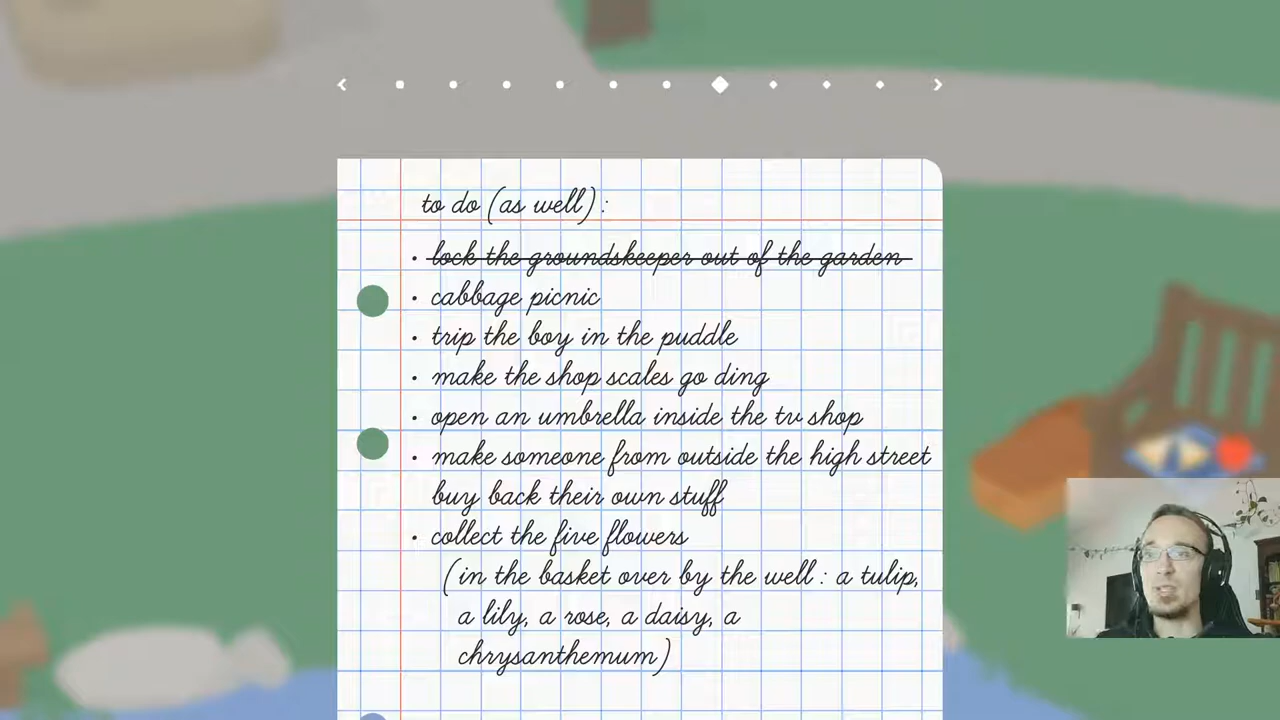 to do (as well) :
• lock the groundskeeper out of the garden
• cabbage picnic
• trip the boy in the puddle
• make the shop scales go ding
• open an umbrella inside the tv shop
• make someone from outside the high street
buy back their own stuff
• collect the five flowers
(in the basket over by the well : a tulip,
a lily, a rose, a daisy, a
chrysanthemum)